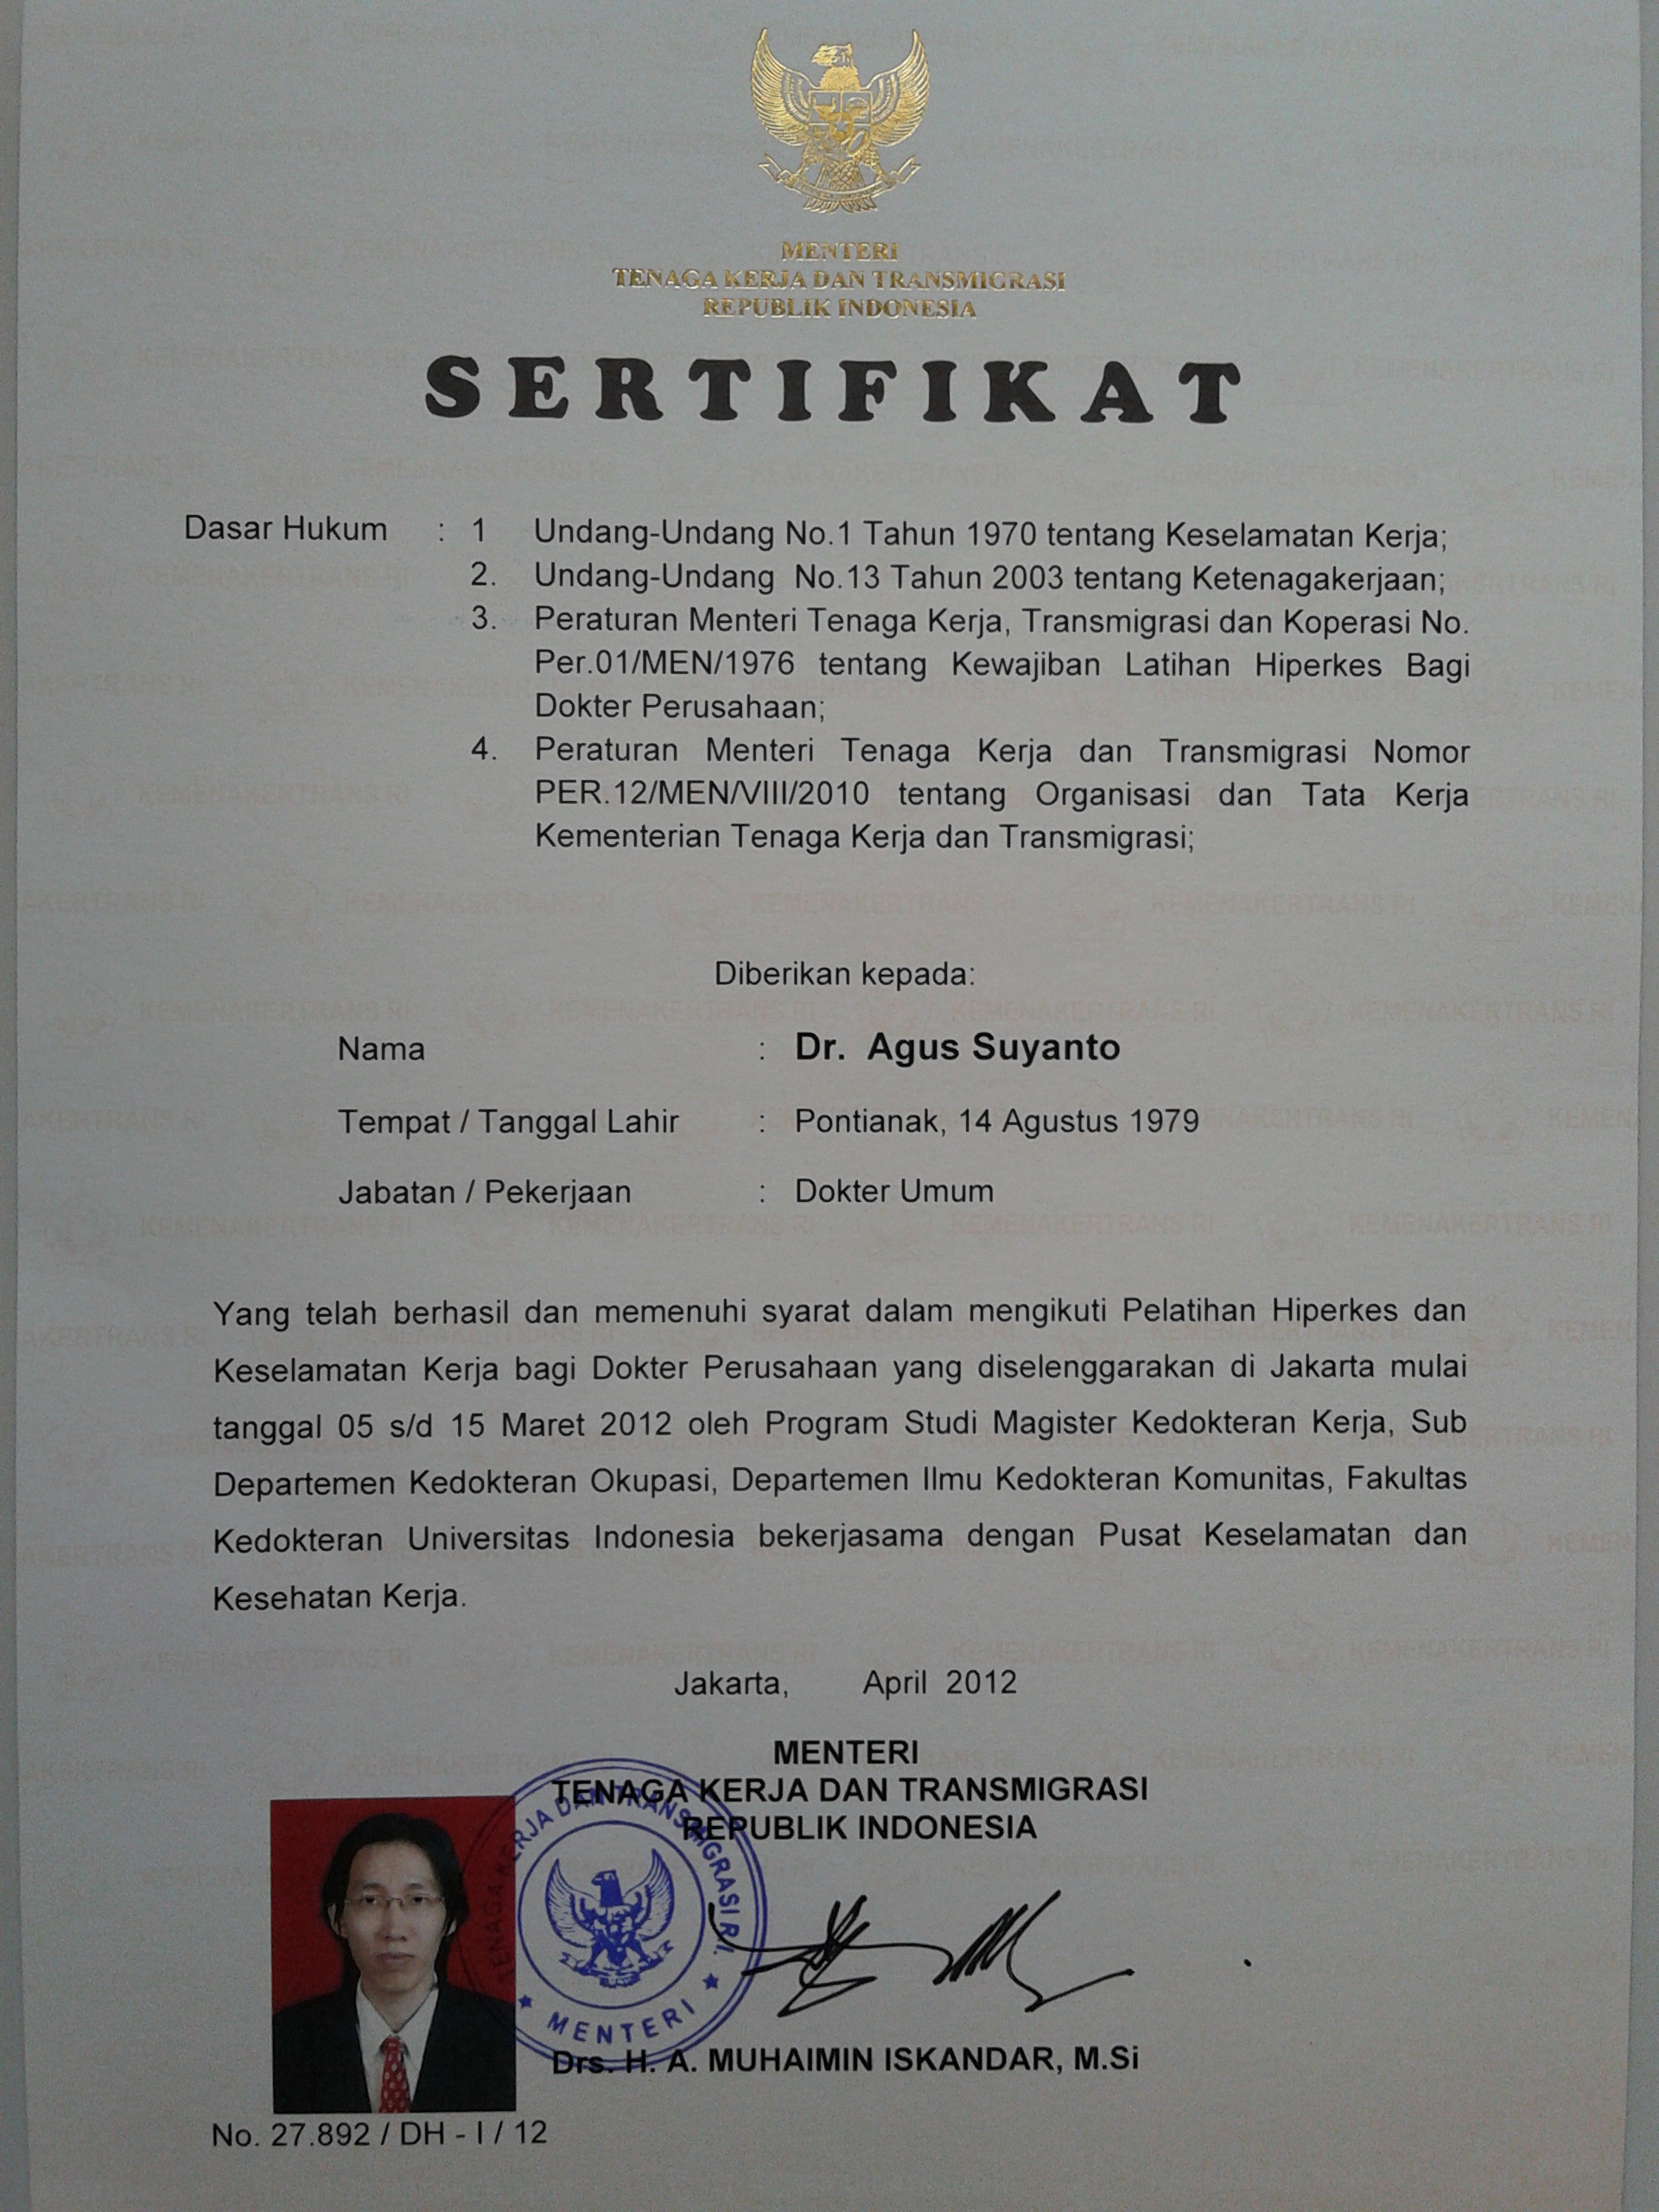 MENTERI
TENAGA KERJA DAN TRANSMIGRASI
REPUBLIK INDONESIA
SERTIFIKAT
Dasar Hukum : 1 Undang-Undang No.1 Tahun 1970 tentang Keselamatan Kerja;
2. Undang-Undang No.13 Tahun 2003 tentang Ketenagakerjaan;
3. Peraturan Menteri Tenaga Kerja, Transmigrasi dan Koperasi No.
Per.01/MEN/1976 tentang Kewajiban Latihan Hiperkes Bagi
Dokter Perusahaan;
4. Peraturan Menteri Tenaga Kerja dan Transmigrasi Nomor
PER.12/MEN/VIII/2010 tentang Organisasi dan Tata Kerja
Kementerian Tenaga Kerja dan Transmigrasi;
Diberikan kepada:
Nama : Dr. Agus Suyanto
Tempat / Tanggal Lahir : Pontianak, 14 Agustus 1979
Jabatan / Pekerjaan : Dokter Umum
Yang telah berhasil dan memenuhi syarat dalam mengikuti Pelatihan Hiperkes dan
Keselamatan Kerja bagi Dokter Perusahaan yang diselenggarakan di Jakarta mulai
tanggal 05 s/d 15 Maret 2012 oleh Program Studi Magister Kedokteran Kerja, Sub
Departemen Kedokteran Okupasi, Departemen Ilmu Kedokteran Komunitas, Fakultas
Kedokteran Universitas Indonesia bekerjasama dengan Pusat Keselamatan dan
Kesehatan Kerja.
Jakarta, April 2012
MENTERI
TENAGA KERJA DAN TRANSMIGRASI
REPUBLIK INDONESIA
TENAGA KERJA DAN TRANSMIGRASI R.I.
★ MENTERI ★
Drs. H. A. MUHAIMIN ISKANDAR, M.Si
No. 27.892 / DH - I / 12
KEMENAKERTRANS RI